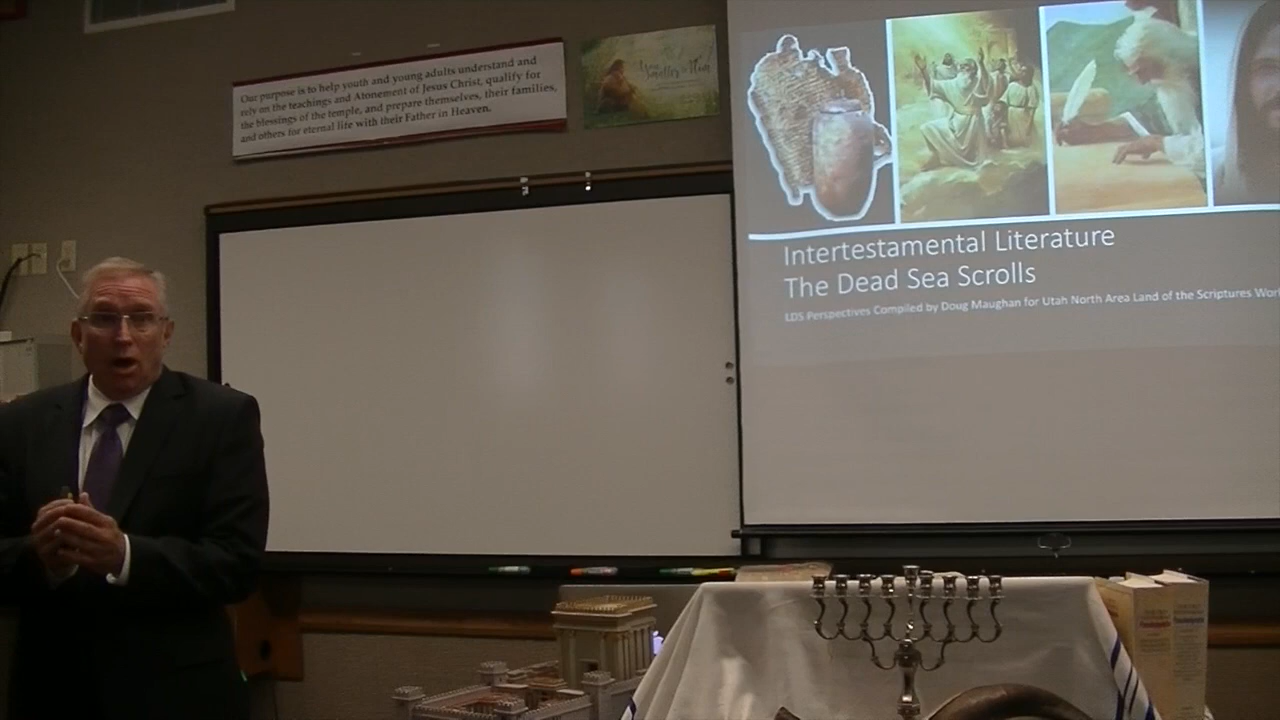 Our purpose is to help youth and young adults understand and
rely on the teachings and Atonement of Jesus Christ, qualify for
the blessings of the temple, and prepare themselves, their families,
and others for eternal life with their Father in Heaven.
Intertestamental Literature
The Dead Sea Scrolls
LDS Perspectives Compiled by Doug Maughan for Utah North Area Land of the Scriptures Wor